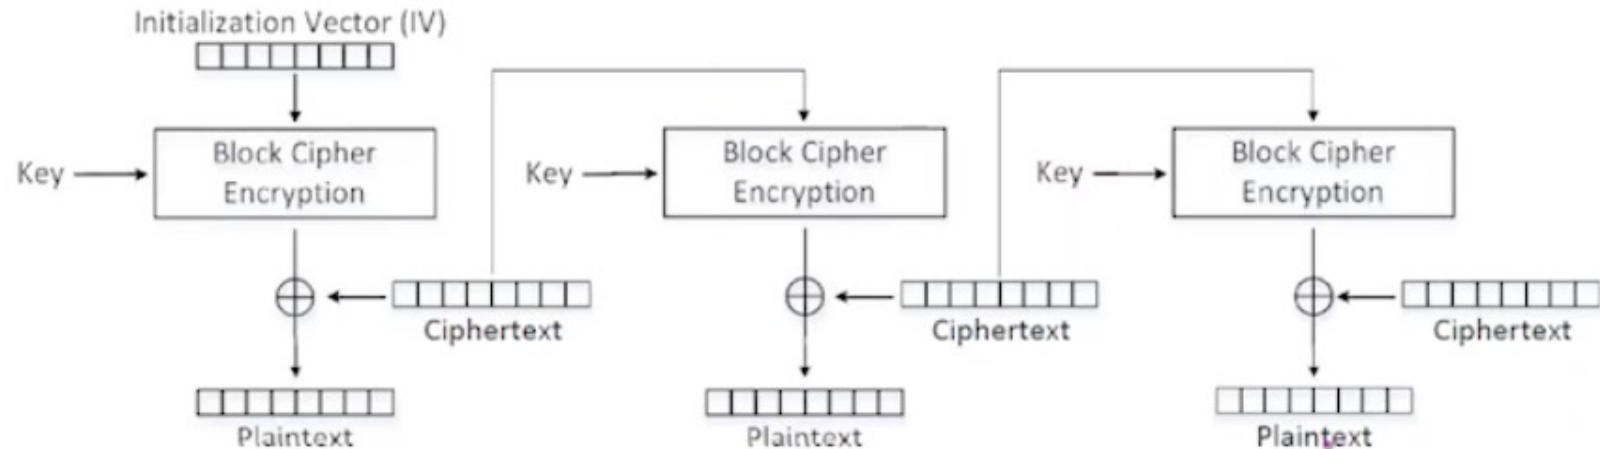 Initialization Vector (IV)
Key
Block Cipher
Encryption
Key
Block Cipher
Encryption
Key
Block Cipher
Encryption
Ciphertext
Ciphertext
Ciphertext
Plaintext
Plaintext
Plaintext